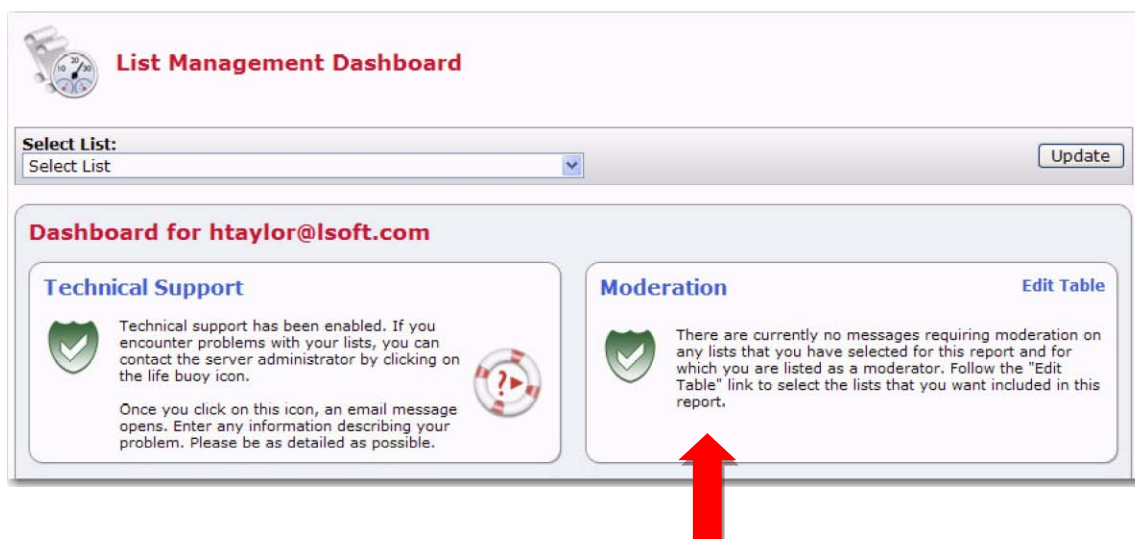 List Management Dashboard
Select List:
Select List
Update
Dashboard for htaylor@lsoft.com
Technical Support
Technical support has been enabled. If you
encounter problems with your lists, you can
contact the server administrator by clicking on
the life buoy icon.
Once you click on this icon, an email message
opens. Enter any information describing your
problem. Please be as detailed as possible.
Moderation
Edit Table
There are currently no messages requiring moderation on
any lists that you have selected for this report and for
which you are listed as a moderator. Follow the "Edit
Table" link to select the lists that you want included in this
report.